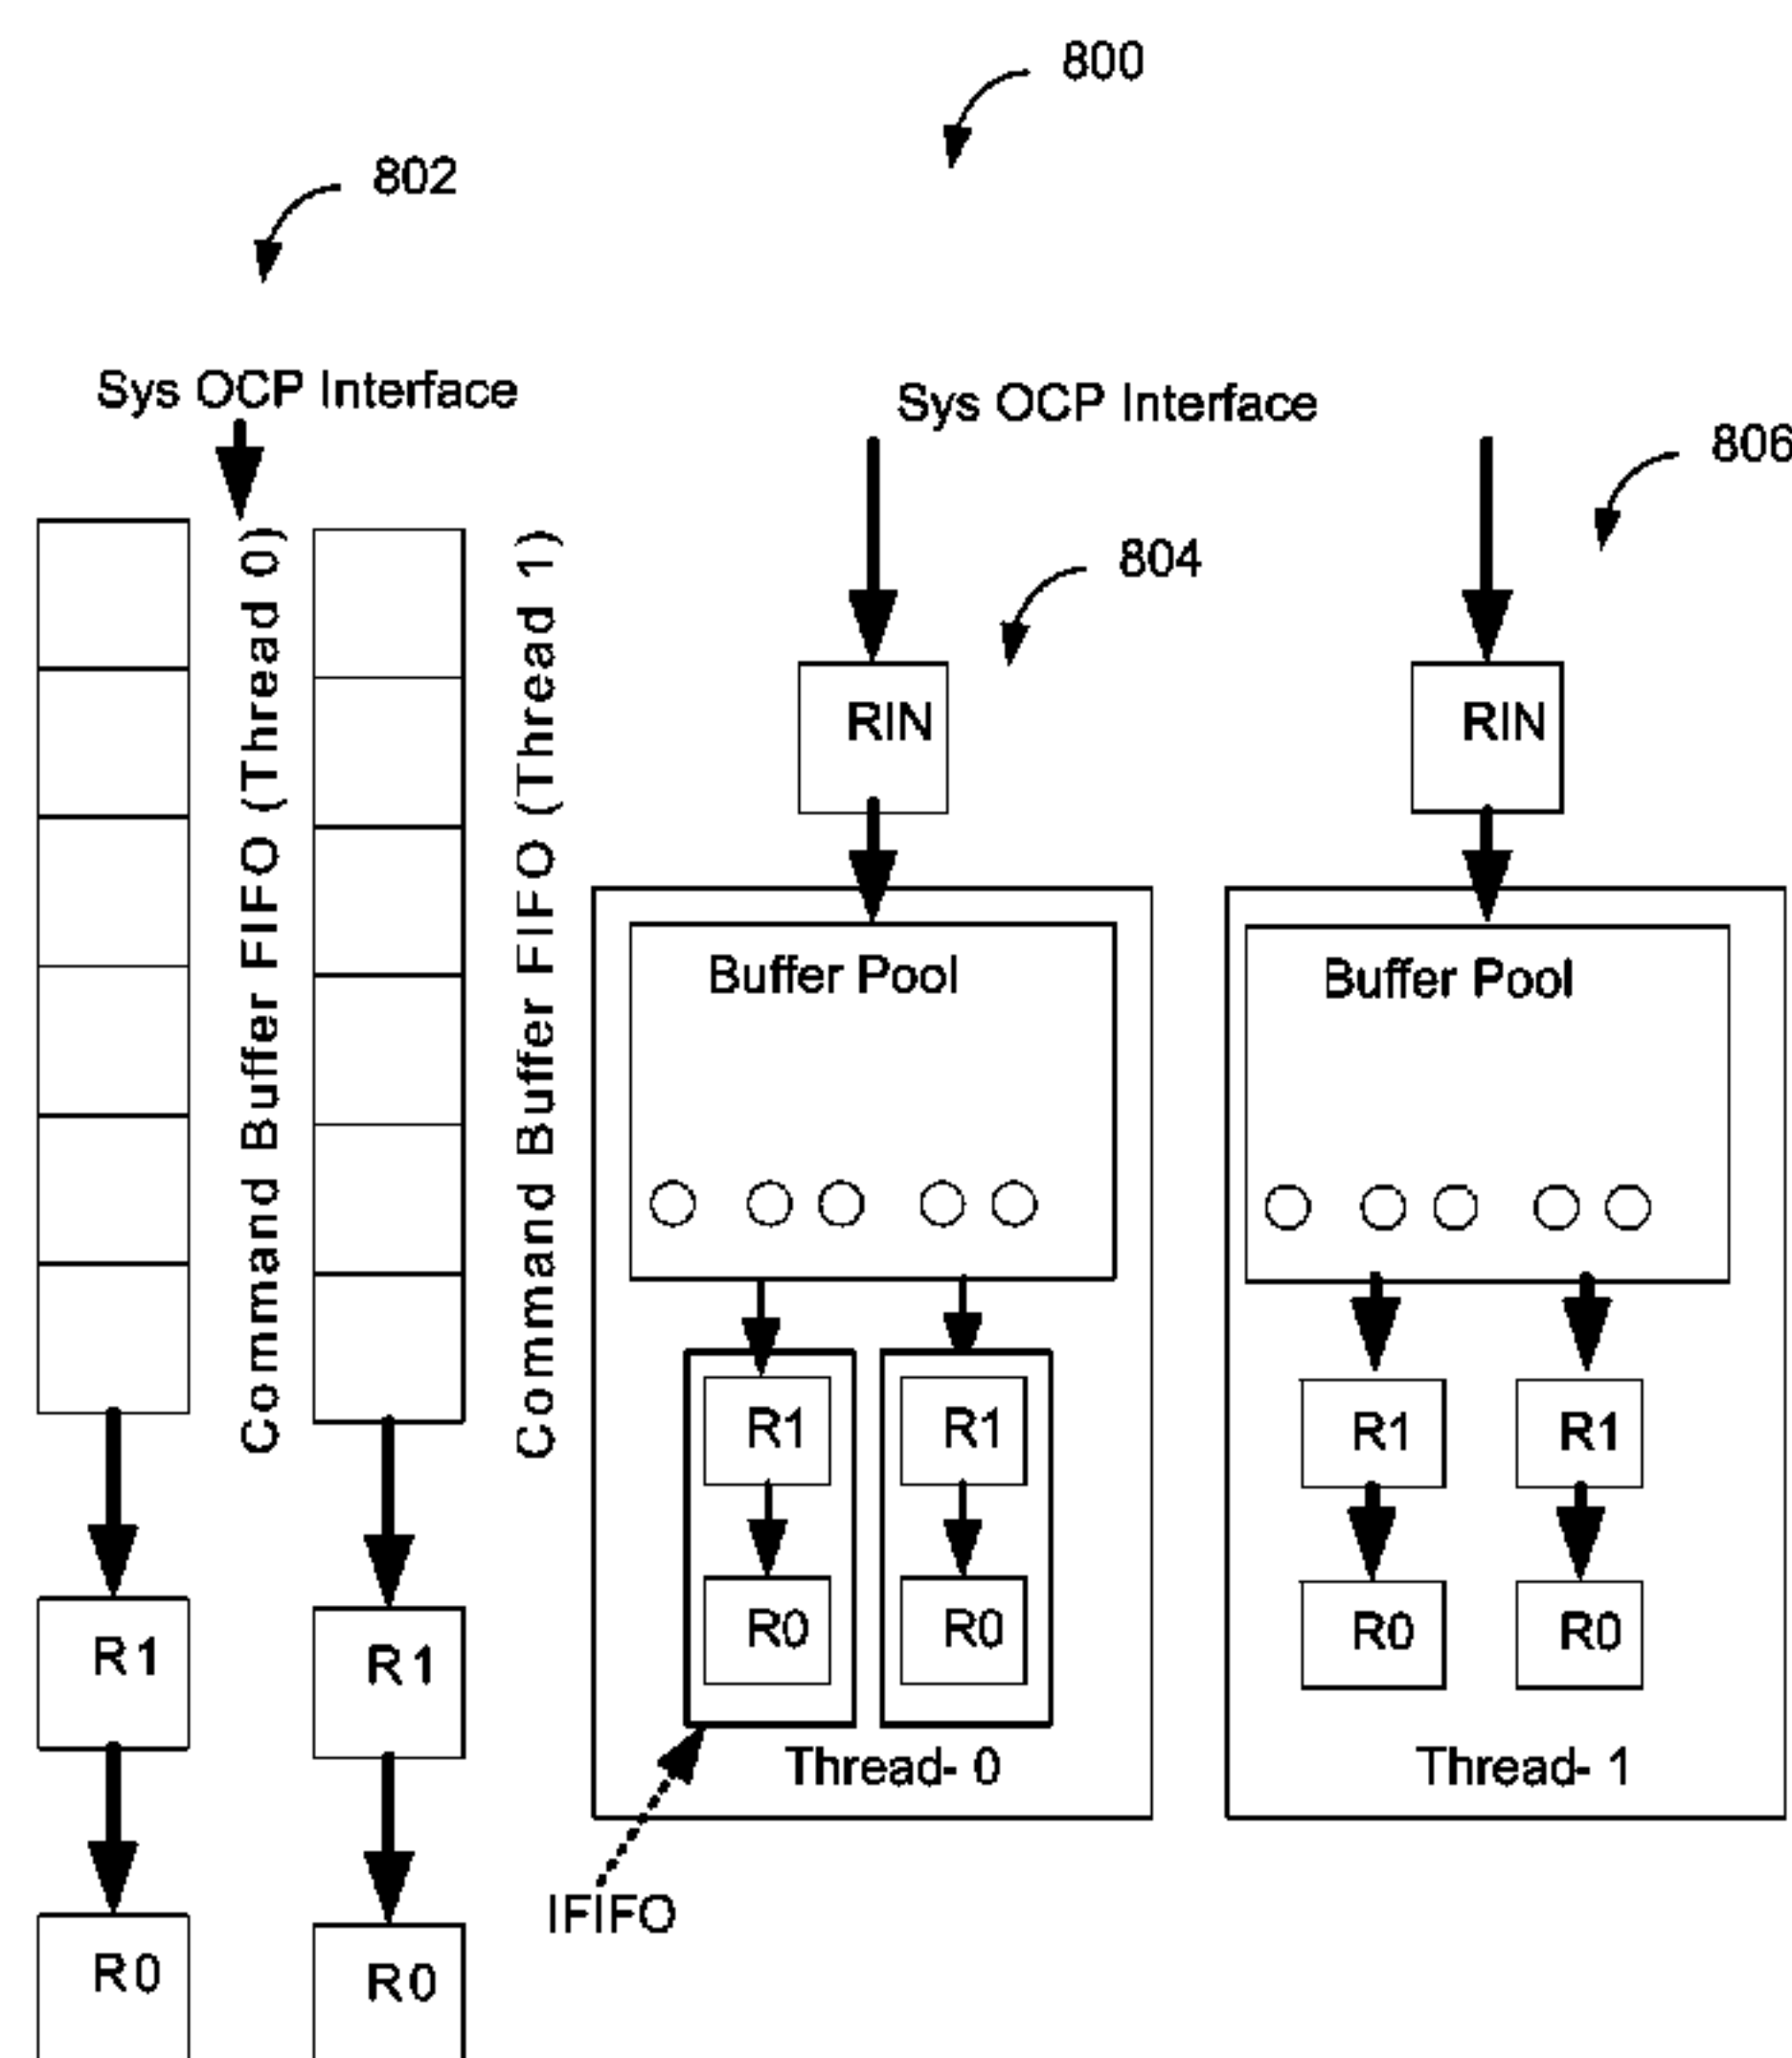 800
802
Sys OCP Interface
Sys OCP Interface
806
804
Command Buffer FIFO (Thread 0)
Command Buffer FIFO (Thread 1)
RIN
RIN
Buffer Pool
Buffer Pool
R1
R1
R1
R1
R0
R0
R0
R0
R1
R1
Thread- 0
Thread- 1
IFIFO
R0
R0